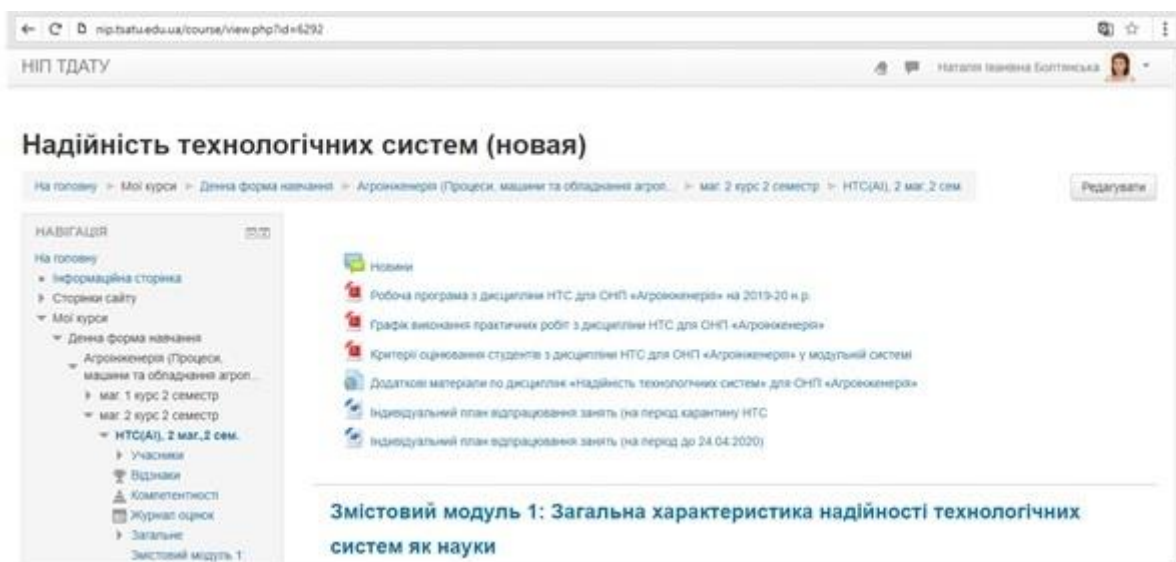 nip.tsatu.edu.ua/course/view.php?id=6292
НІП ТДАТУ
Наталя Іванівна Болтянська
Надійність технологічних систем (новая)
На головну ► Мої курси ► Денна форма навчання ► Агроінженерія (Процеси, машини та обладнання агроп... ► маг. 2 курс 2 семестр ► НТС(АІ), 2 маг.,2 сем.
Редагувати
НАВІГАЦІЯ
На головну
Інформаційна сторінка
Сторінки сайту
Мої курси
Денна форма навчання
Агроінженерія (Процеси,
машини та обладнання агроп...
маг. 1 курс 2 семестр
маг. 2 курс 2 семестр
НТС(АІ), 2 маг.,2 сем.
Учасники
Відзнаки
Компетентності
Журнал оцінок
Загальне
Змістовий модуль 1:
Новини
Робоча програма з дисципліни НТС для ОНП «Агроінженерія» на 2019-20 н.р.
Графік виконання практичних робіт з дисципліни НТС для ОНП «Агроінженерія»
Критерії оцінювання студентів з дисципліни НТС для ОНП «Агроінженерія» у модульній системі
Додаткові матеріали по дисципліні «Надійність технологічних систем» для ОНП «Агроінженерія»
Індивідуальний план відпрацювання занять (на період карантину НТС
Індивідуальний план відпрацювання занять (на період до 24.04.2020)
Змістовий модуль 1: Загальна характеристика надійності технологічних
систем як науки